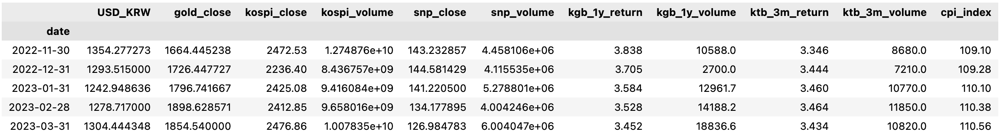 USD_KRW gold_close kospi_close kospi_volume snp_close snp_volume kgb_1y_return kgb_1y_volume ktb_3m_return ktb_3m_volume cpi_index
date
2022-11-30 1354.277273 1664.445238 2472.53 1.274876e+10 143.232857 4.458106e+06 3.838 10588.0 3.346 8680.0 109.10
2022-12-31 1293.515000 1726.447727 2236.40 8.436757e+09 144.581429 4.115535e+06 3.705 2700.0 3.444 7210.0 109.28
2023-01-31 1242.948636 1796.741667 2425.08 9.416084e+09 141.220500 5.278801e+06 3.584 12961.7 3.460 10770.0 110.10
2023-02-28 1278.717000 1898.628571 2412.85 9.658016e+09 134.177895 4.004246e+06 3.528 14188.2 3.464 11850.0 110.38
2023-03-31 1304.444348 1854.540000 2476.86 1.007835e+10 126.984783 6.004047e+06 3.452 18836.6 3.434 10820.0 110.56